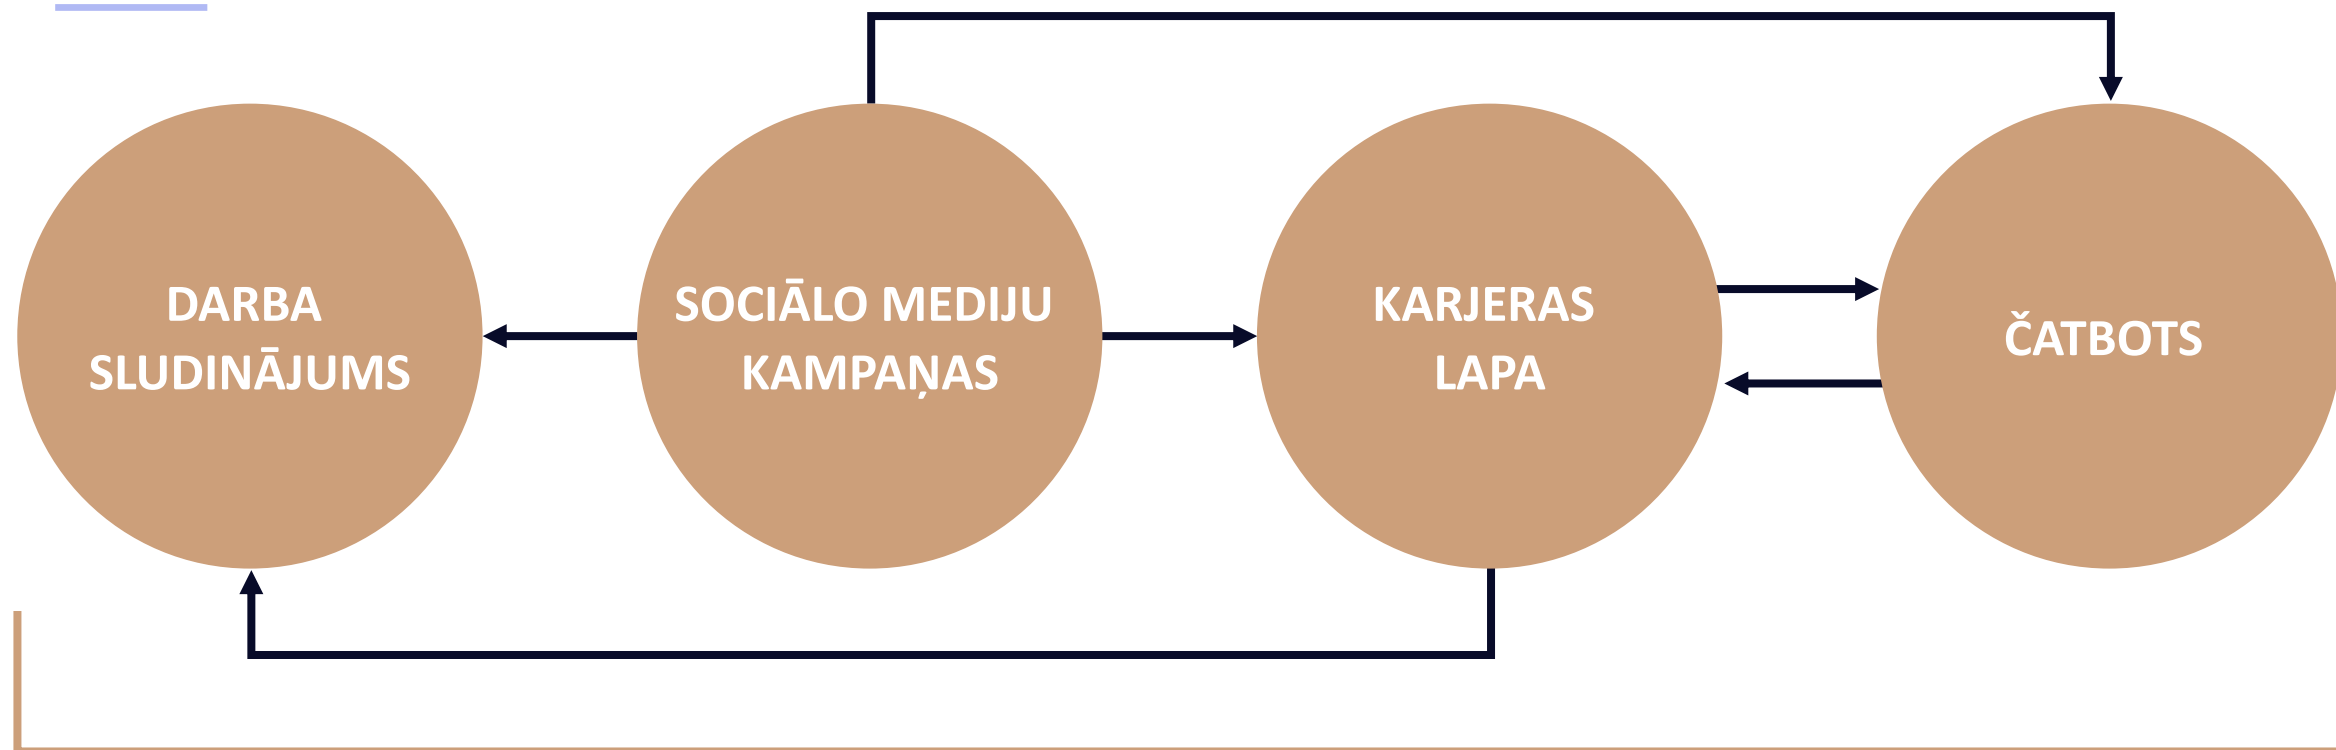 DARBA
SLUDINĀJUMS
SOCIĀLO MEDIJU
KAMPAŅAS
KARJERAS
LAPA
ČATBOTS